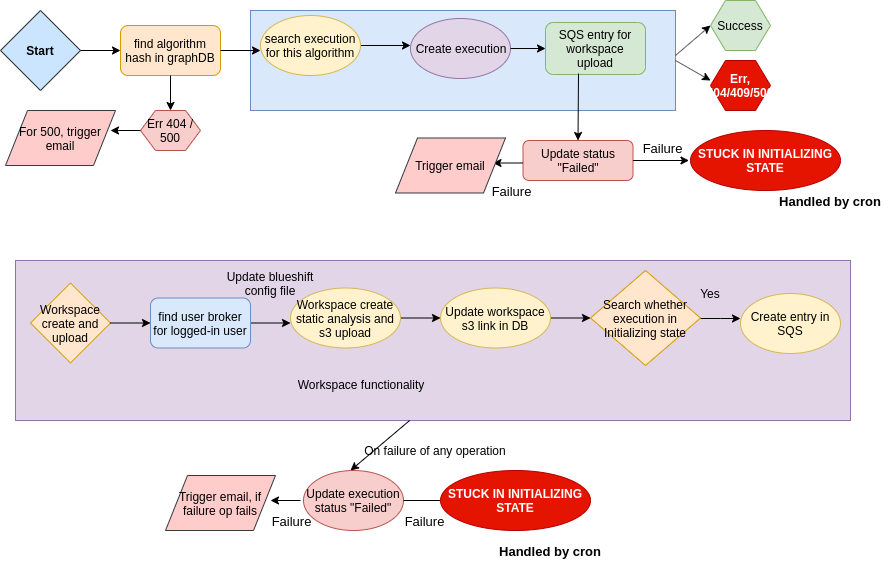 Start
find algorithm
hash in graphDB
search execution
for this algorithm
Create execution
SQS entry for
workspace
upload
Success
Err,
04/409/50
For 500, trigger
email
Err 404 /
500
Trigger email
Failure
Update status
"Failed"
Failure
STUCK IN INITIALIZING
STATE
Handled by cron
Workspace
create and
upload
find user broker
for logged-in user
Update blueshift
config file
Workspace create
static analysis and
s3 upload
Update workspace
s3 link in DB
Search whether
execution in
Initializing state
Yes
Create entry in
SQS
Workspace functionality
On failure of any operation
Trigger email, if
failure op fails
Failure
Update execution
status "Failed"
Failure
STUCK IN INITIALIZING
STATE
Handled by cron